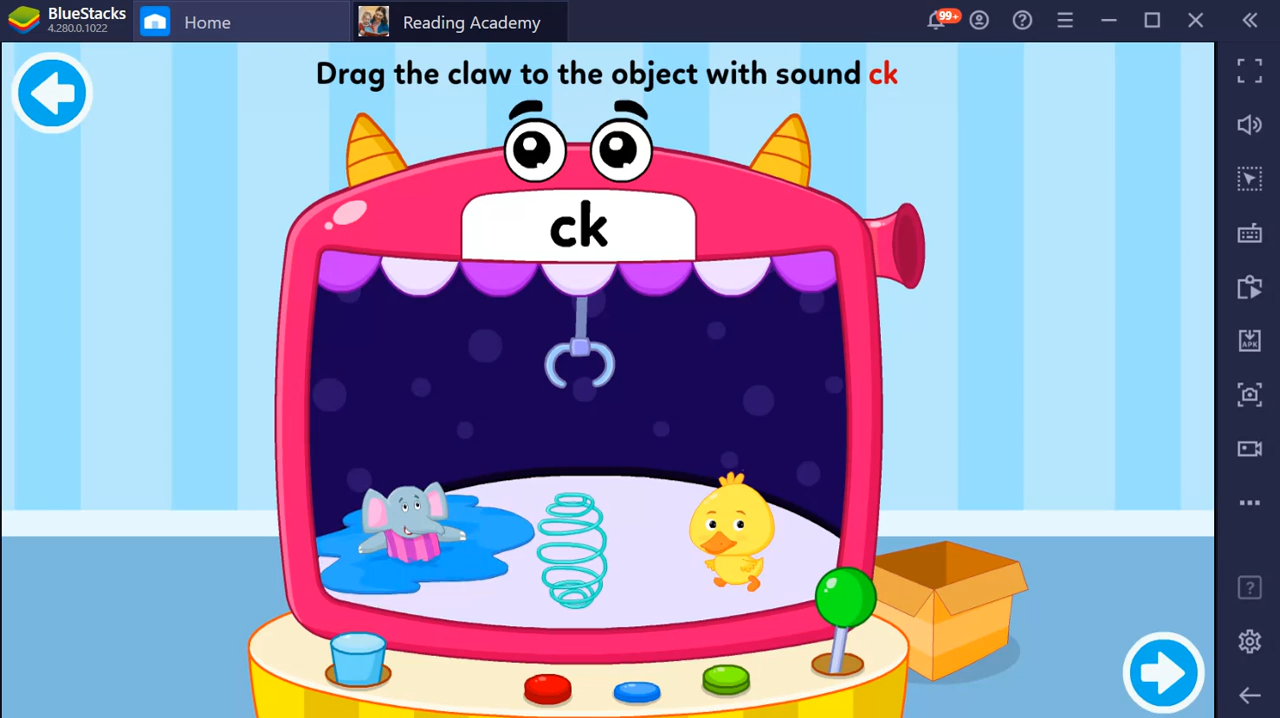 BlueStacks
4.280.0.1022
Home
Reading Academy
99+
Drag the claw to the object with sound ck
ck
APK